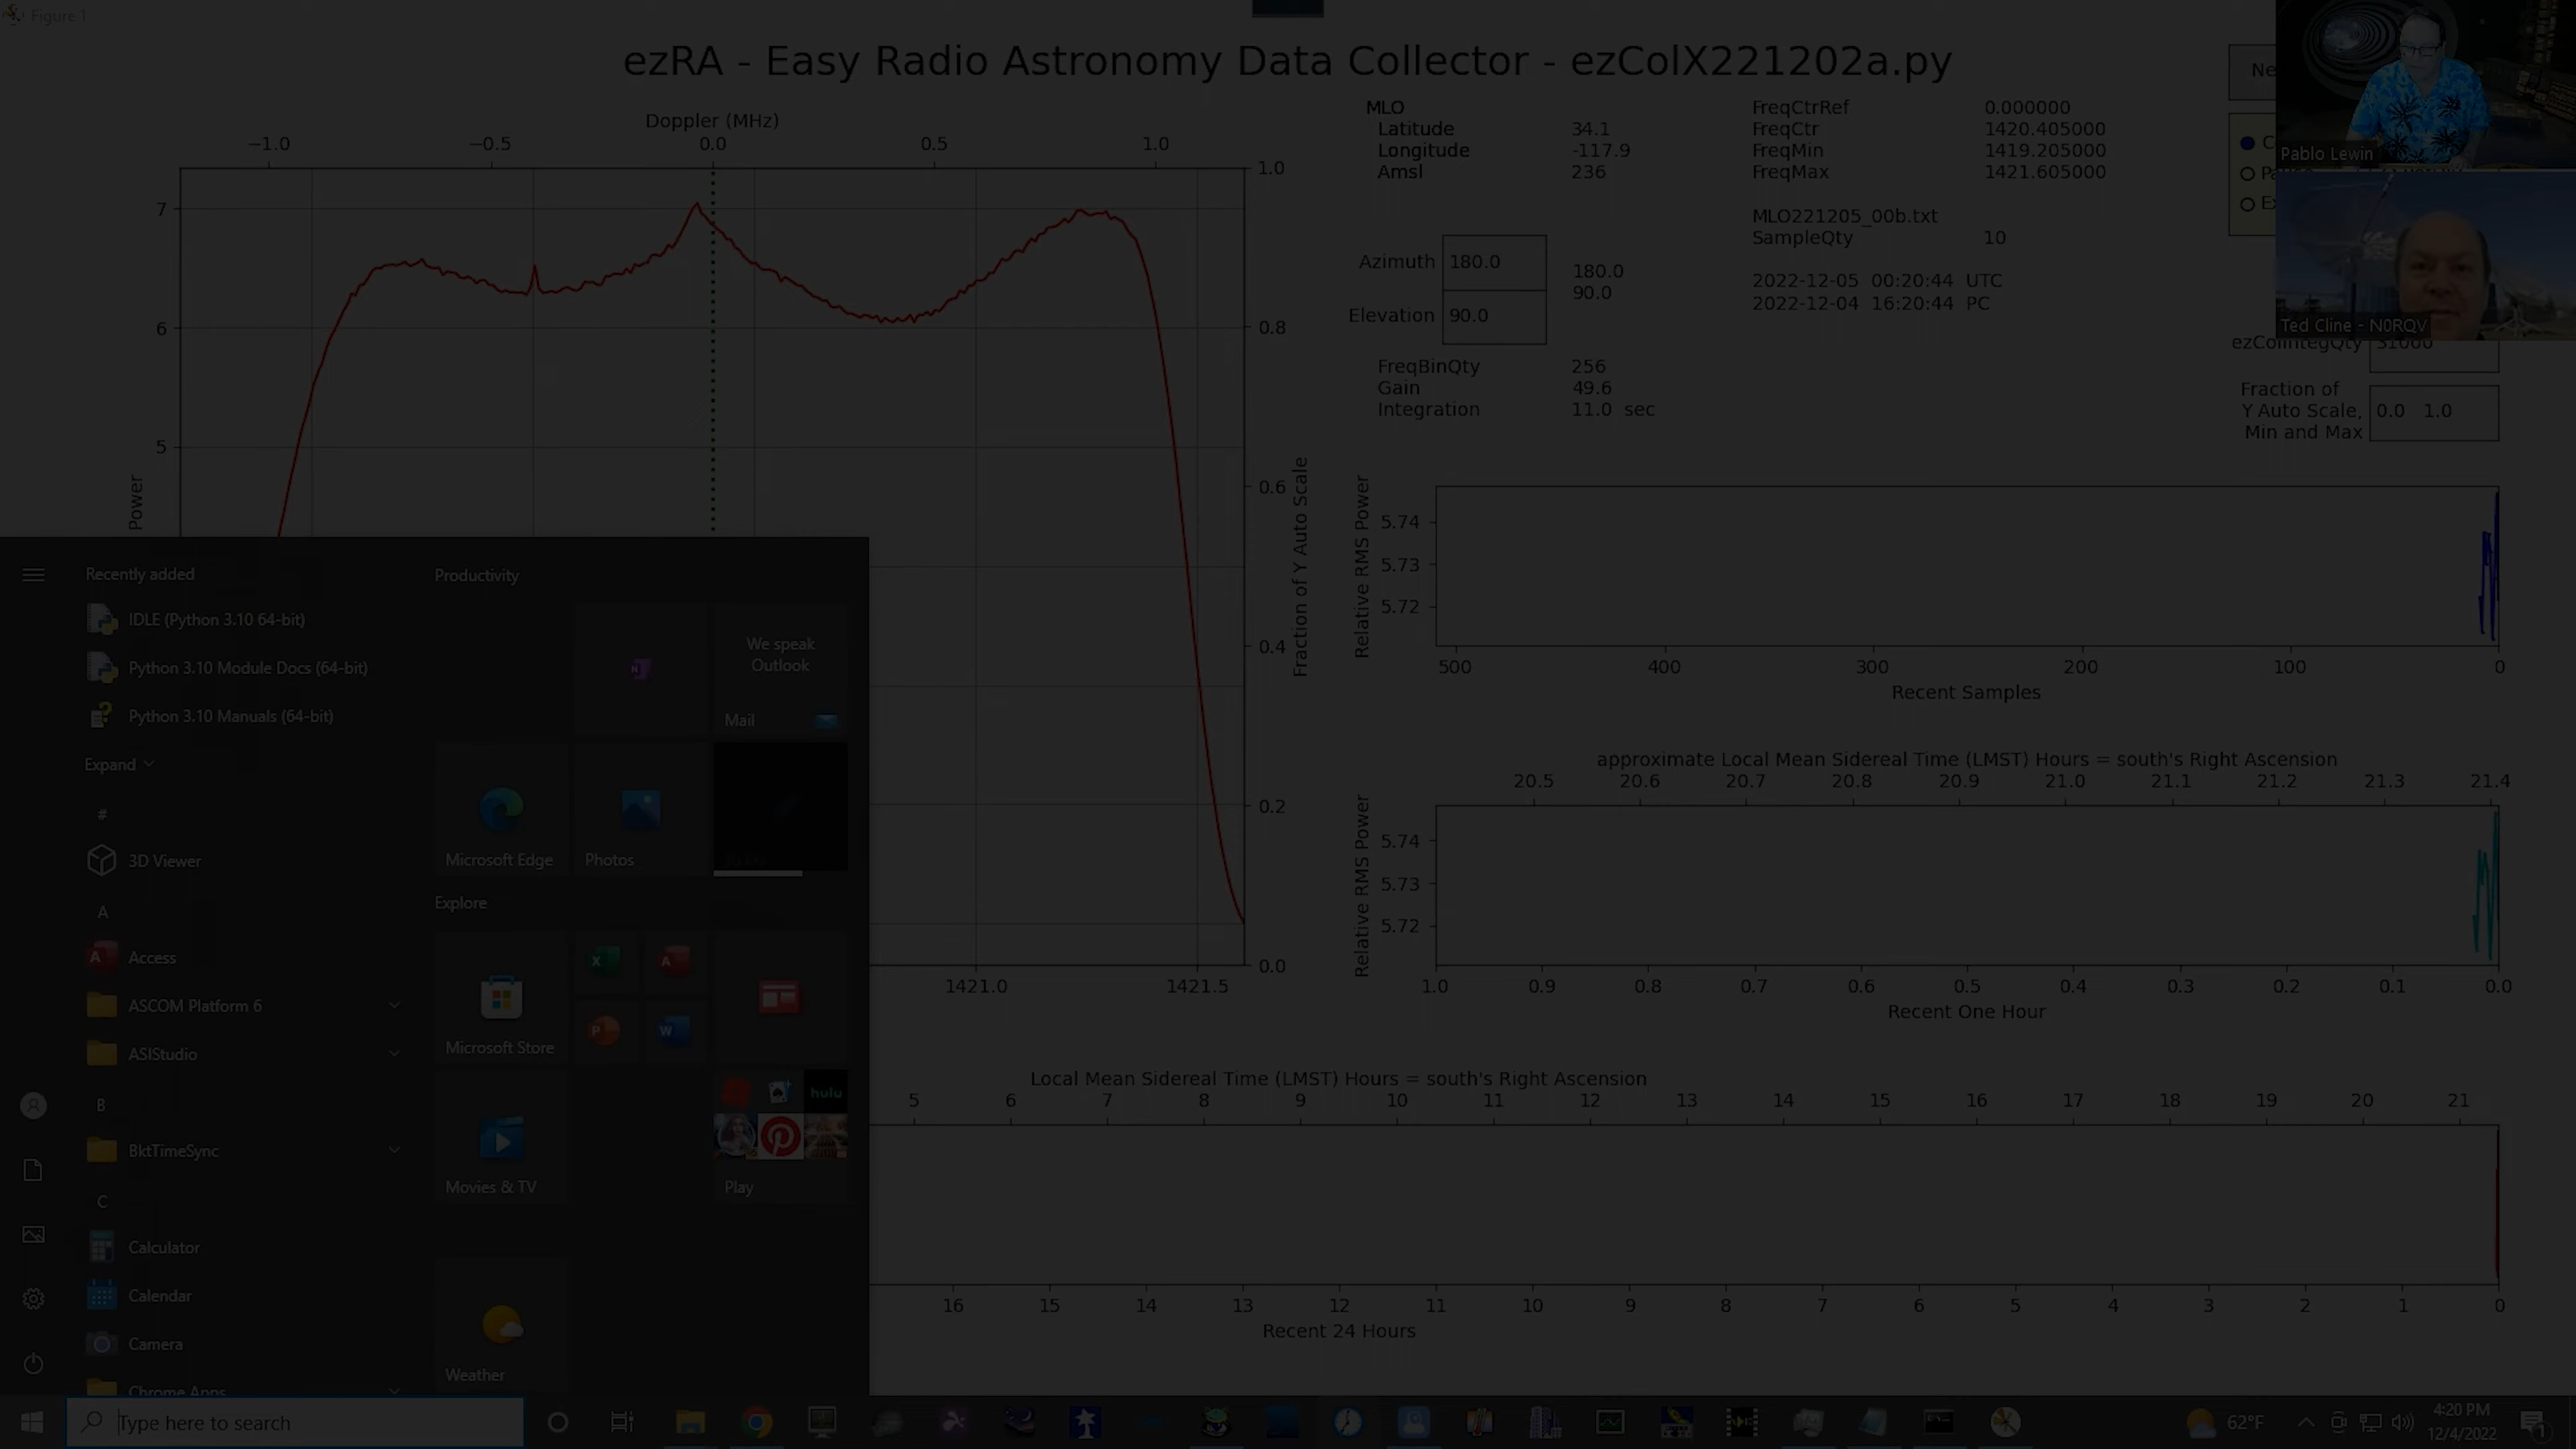 Figure 1
ezRA - Easy Radio Astronomy Data Collector - ezColX221202a.py
Doppler (MHz)
−1.0 −0.5 0.0 0.5 1.0
7
6
5
Power
1.0
0.8
0.6
0.4
0.2
0.0
Fraction of Y Auto Scale
1421.0 1421.5
MLO
Latitude 34.1
Longitude -117.9
Amsl 236
Azimuth 180.0 180.0
Elevation 90.0 90.0
FreqBinQty 256
Gain 49.6
Integration 11.0 sec
FreqCtrRef 0.000000
FreqCtr 1420.405000
FreqMin 1419.205000
FreqMax 1421.605000
MLO221205_00b.txt
SampleQty 10
2022-12-05 00:20:44 UTC
2022-12-04 16:20:44 PC
Pablo Lewin
Ted Cline - N0RQV
ezColIntegQty 31000
Fraction of
Y Auto Scale,
Min and Max
0.0 1.0
Relative RMS Power
5.74
5.73
5.72
500 400 300 200 100 0
Recent Samples
approximate Local Mean Sidereal Time (LMST) Hours = south's Right Ascension
20.5 20.6 20.7 20.8 20.9 21.0 21.1 21.2 21.3 21.4
Relative RMS Power
5.74
5.73
5.72
1.0 0.9 0.8 0.7 0.6 0.5 0.4 0.3 0.2 0.1 0.0
Recent One Hour
Local Mean Sidereal Time (LMST) Hours = south's Right Ascension
5 6 7 8 9 10 11 12 13 14 15 16 17 18 19 20 21
16 15 14 13 12 11 10 9 8 7 6 5 4 3 2 1 0
Recent 24 Hours
Recently added
IDLE (Python 3.10 64-bit)
Python 3.10 Module Docs (64-bit)
Python 3.10 Manuals (64-bit)
Expand
#
3D Viewer
A
Access
ASCOM Platform 6
ASIStudio
B
BktTimeSync
C
Calculator
Calendar
Camera
Chrome Apps
Productivity
We speak
Outlook
Mail
Microsoft Edge
Photos
Explore
Microsoft Store
Movies & TV
hulu
Play
Weather
Type here to search
62°F
4:20 PM
12/4/2022